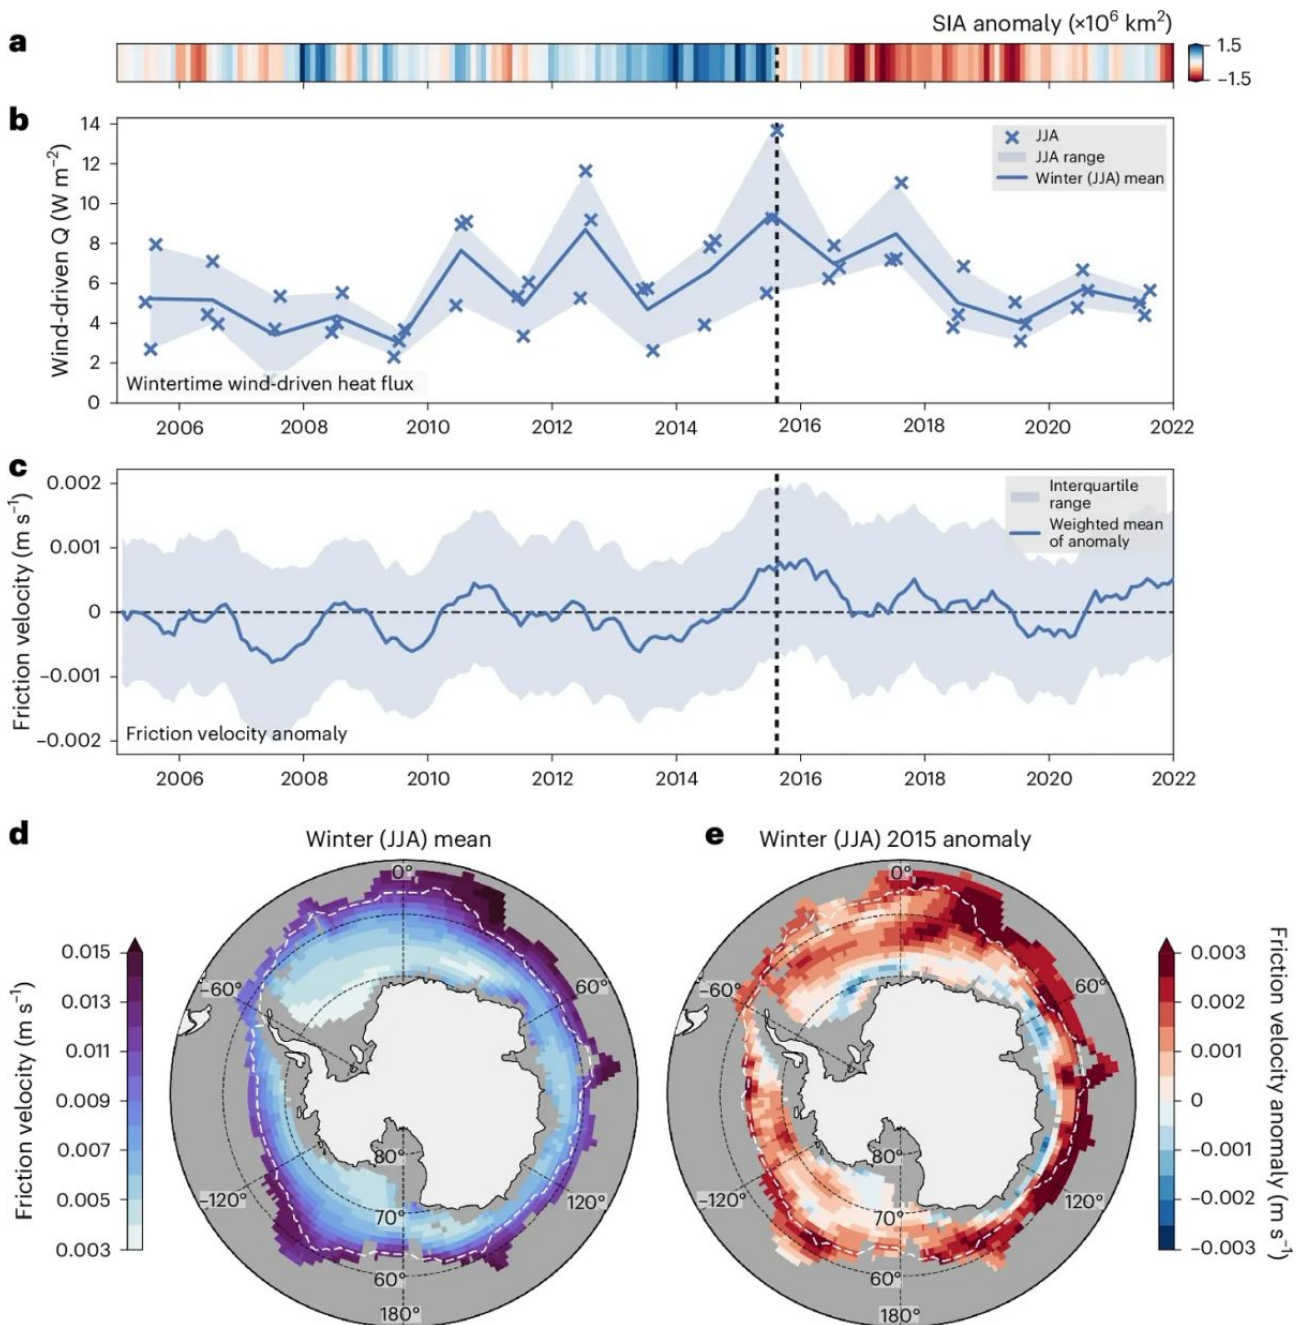 a
SIA anomaly (×10⁶ km²)
1.5
−1.5
b
Wind-driven Q (W m⁻²)
14
12
10
8
6
4
2
0
JJA
JJA range
Winter (JJA) mean
Wintertime wind-driven heat flux
2006 2008 2010 2012 2014 2016 2018 2020 2022
c
Friction velocity (m s⁻¹)
0.002
0.001
0
−0.001
−0.002
Interquartile
range
Weighted mean
of anomaly
Friction velocity anomaly
2006 2008 2010 2012 2014 2016 2018 2020 2022
d
Winter (JJA) mean
Friction velocity (m s⁻¹)
0.015
0.013
0.011
0.009
0.007
0.005
0.003
0°
−60°
60°
−120°
120°
80°
70°
60°
180°
e
Winter (JJA) 2015 anomaly
0°
−60°
60°
−120°
120°
80°
70°
60°
180°
0.003
0.002
0.001
0
−0.001
−0.002
−0.003
Friction velocity anomaly (m s⁻¹)